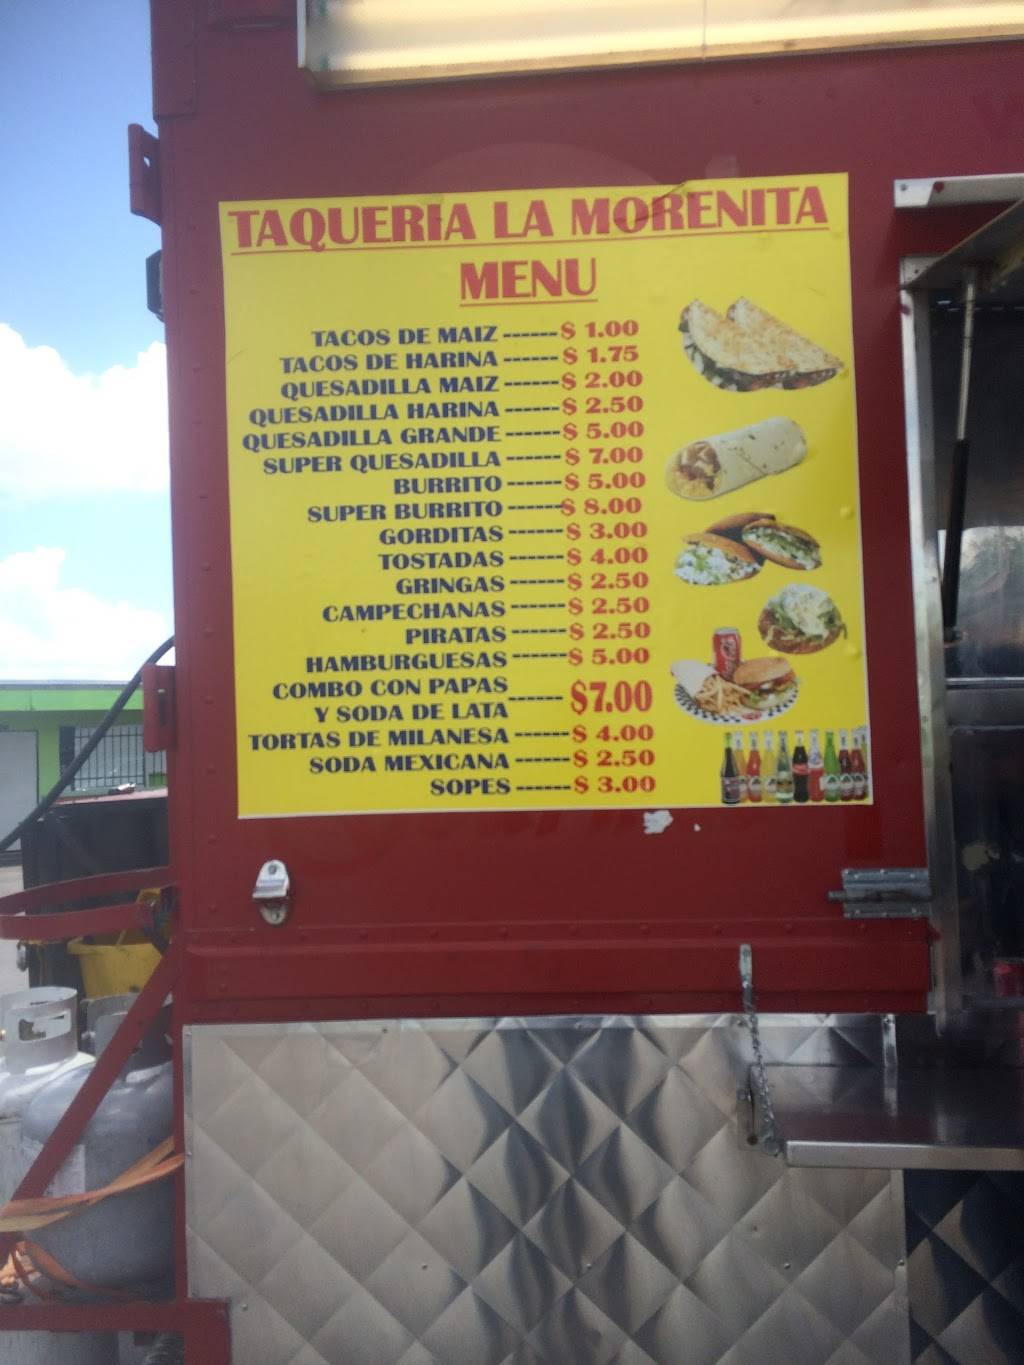 TAQUERIA LA MORENITA
MENU
TACOS DE MAIZ ------$ 1.00
TACOS DE HARINA ------$ 1.75
QUESADILLA MAIZ ------$ 2.00
QUESADILLA HARINA ------$ 2.50
QUESADILLA GRANDE ------$ 5.00
SUPER QUESADILLA ------$ 7.00
BURRITO ------$ 5.00
SUPER BURRITO ------$ 8.00
GORDITAS ------$ 3.00
TOSTADAS ------$ 4.00
GRINGAS ------$ 2.50
CAMPECHANAS ------$ 2.50
PIRATAS ------$ 2.50
HAMBURGUESAS ------$ 5.00
COMBO CON PAPAS
Y SODA DE LATA ------ $7.00
TORTAS DE MILANESA ------$ 4.00
SODA MEXICANA ------$ 2.50
SOPES ------$ 3.00